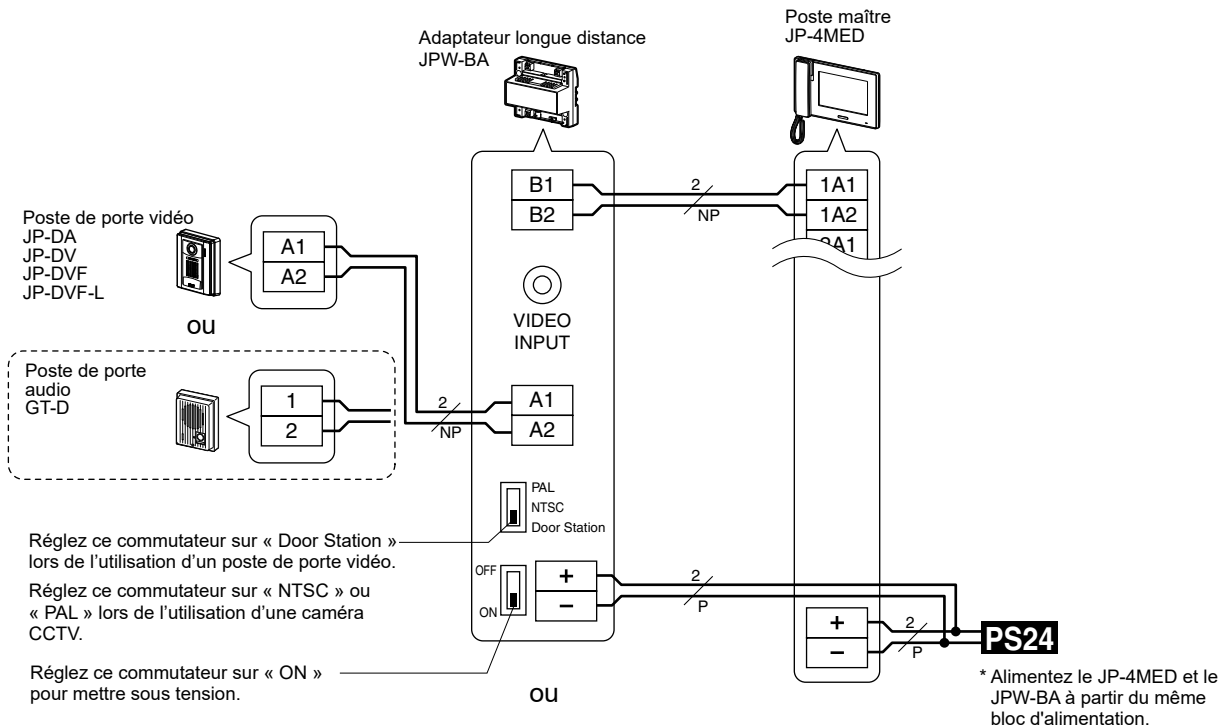 Poste maître
JP-4MED
Adaptateur longue distance
JPW-BA
B1
B2
2
NP
1A1
1A2
2A1
Poste de porte vidéo
JP-DA
JP-DV
JP-DVF
JP-DVF-L
A1
A2
ou
VIDEO
INPUT
Poste de porte
audio
GT-D
1
2
2
NP
A1
A2
PAL
NTSC
Door Station
Réglez ce commutateur sur « Door Station »
lors de l'utilisation d'un poste de porte vidéo.
Réglez ce commutateur sur « NTSC » ou
« PAL » lors de l'utilisation d'une caméra
CCTV.
OFF
ON
+
–
2
P
+
–
2
P
PS24
Réglez ce commutateur sur « ON »
pour mettre sous tension.
ou
* Alimentez le JP-4MED et le
JPW-BA à partir du même
bloc d'alimentation.